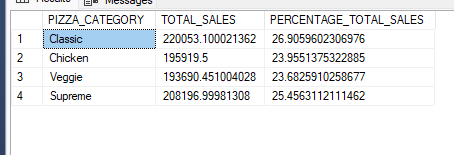 Messages
PIZZA_CATEGORY TOTAL_SALES PERCENTAGE_TOTAL_SALES
1 Classic 220053.100021362 26.9059602306976
2 Chicken 195919.5 23.9551375322885
3 Veggie 193690.451004028 23.6825910258677
4 Supreme 208196.99981308 25.4563112111462